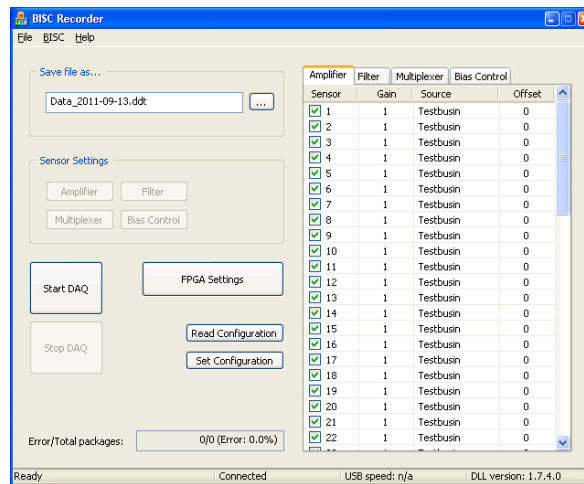 BISC Recorder
File BISC Help
Save file as...
Data_2011-09-13.ddt
...
Sensor Settings
Amplifier Filter
Multiplexer Bias Control
Start DAQ
FPGA Settings
Stop DAQ
Read Configuration
Set Configuration
Error/Total packages: 0/0 (Error: 0.0%)
Amplifier Filter Multiplexer Bias Control
Sensor Gain Source Offset
1 1 Testbusin 0
2 1 Testbusin 0
3 1 Testbusin 0
4 1 Testbusin 0
5 1 Testbusin 0
6 1 Testbusin 0
7 1 Testbusin 0
8 1 Testbusin 0
9 1 Testbusin 0
10 1 Testbusin 0
11 1 Testbusin 0
12 1 Testbusin 0
13 1 Testbusin 0
14 1 Testbusin 0
15 1 Testbusin 0
16 1 Testbusin 0
17 1 Testbusin 0
18 1 Testbusin 0
19 1 Testbusin 0
20 1 Testbusin 0
21 1 Testbusin 0
22 1 Testbusin 0
Ready Connected USB speed: n/a DLL version: 1.7.4.0